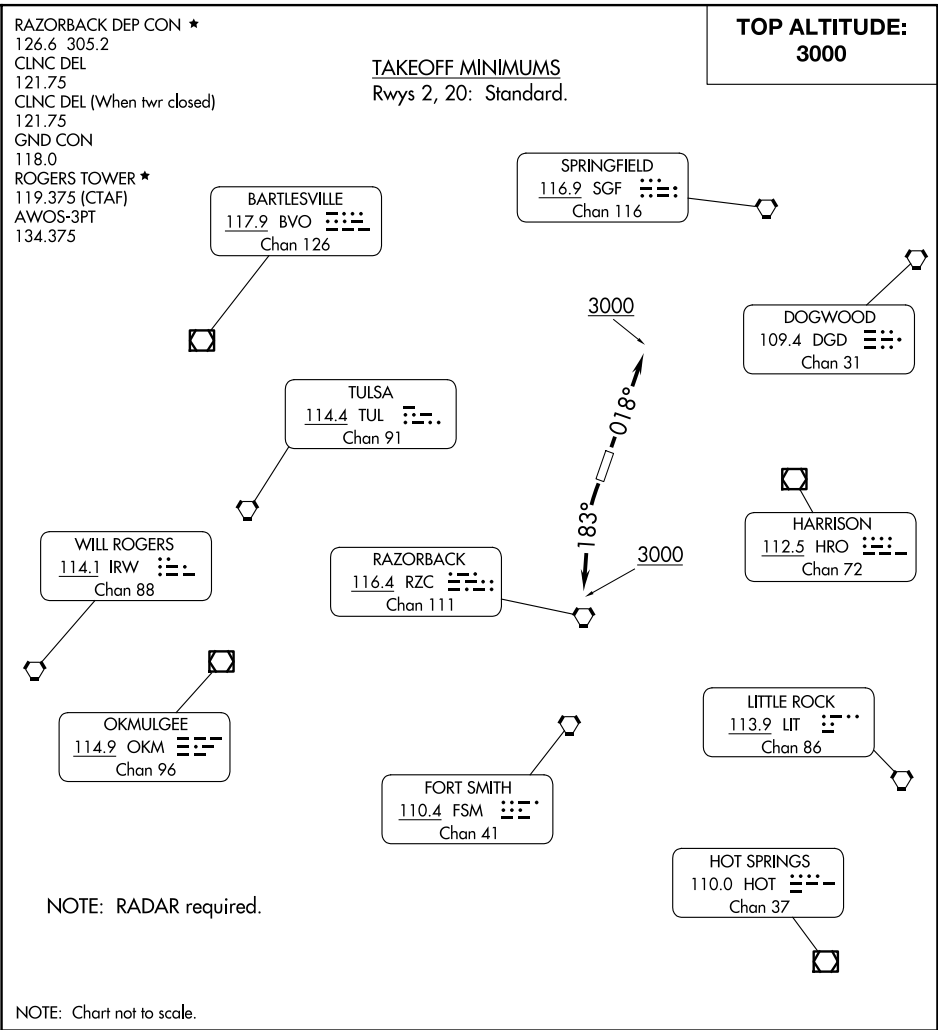 RAZORBACK DEP CON ★
126.6 305.2
CLNC DEL
121.75
CLNC DEL (When twr closed)
121.75
GND CON
118.0
ROGERS TOWER ★
119.375 (CTAF)
AWOS-3PT
134.375
TAKEOFF MINIMUMS
Rwys 2, 20: Standard.
TOP ALTITUDE:
3000
SPRINGFIELD
116.9 SGF
Chan 116
BARTLESVILLE
117.9 BVO
Chan 126
3000
DOGWOOD
109.4 DGD
Chan 31
TULSA
114.4 TUL
Chan 91
018°
183°
HARRISON
112.5 HRO
Chan 72
WILL ROGERS
114.1 IRW
Chan 88
RAZORBACK
116.4 RZC
Chan 111
3000
OKMULGEE
114.9 OKM
Chan 96
LITTLE ROCK
113.9 LIT
Chan 86
FORT SMITH
110.4 FSM
Chan 41
HOT SPRINGS
110.0 HOT
Chan 37
NOTE: RADAR required.
NOTE: Chart not to scale.